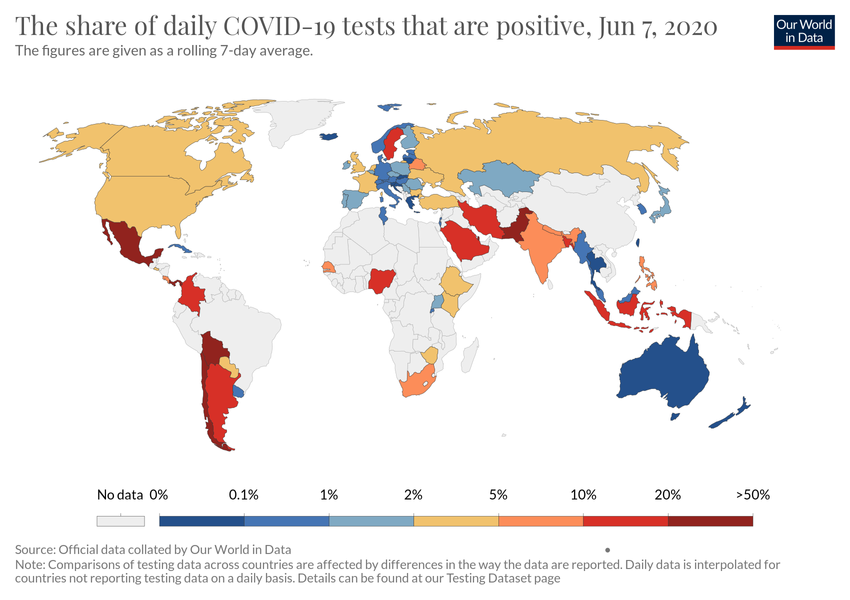 The share of daily COVID-19 tests that are positive, Jun 7, 2020
Our World
in Data
The figures are given as a rolling 7-day average.
No data 0% 0.1% 1% 2% 5% 10% 20% >50%
Source: Official data collated by Our World in Data
Note: Comparisons of testing data across countries are affected by differences in the way the data are reported. Daily data is interpolated for
countries not reporting testing data on a daily basis. Details can be found at our Testing Dataset page